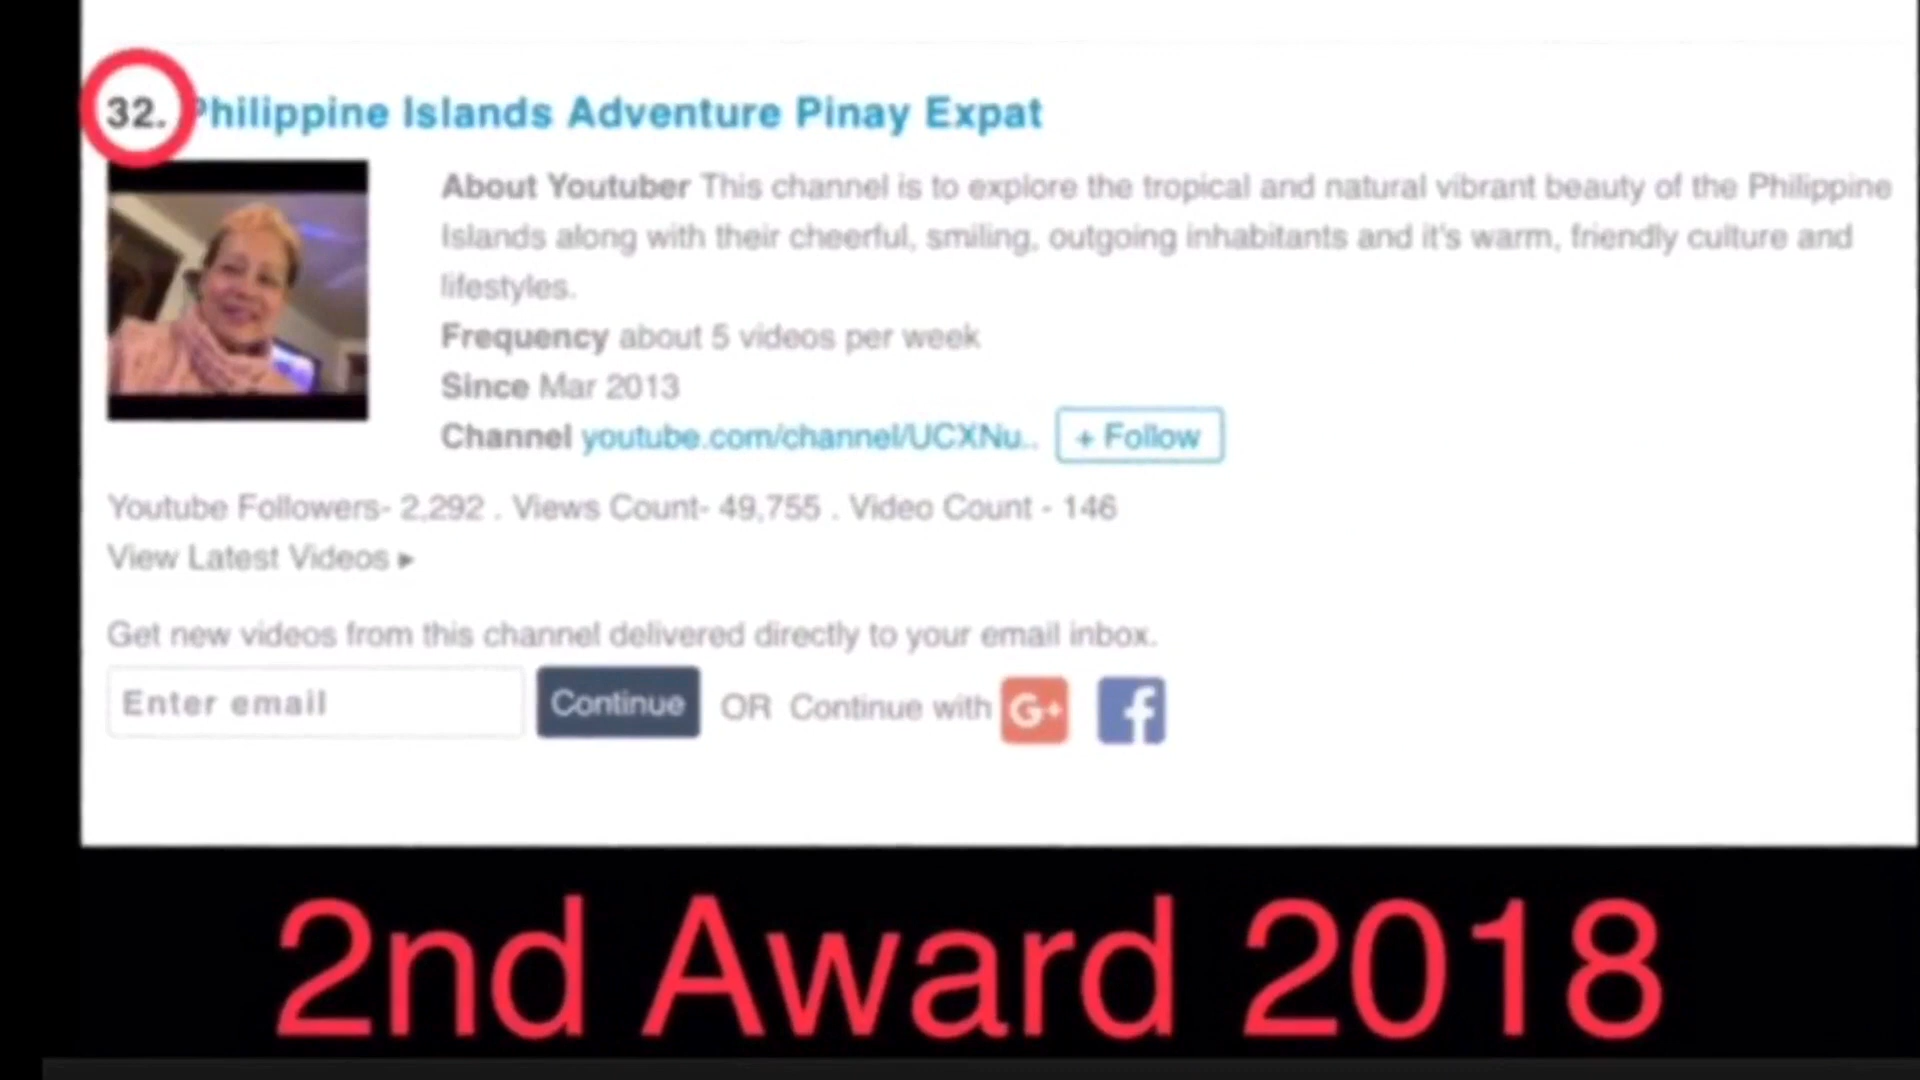 32. Philippine Islands Adventure Pinay Expat
About Youtuber This channel is to explore the tropical and natural vibrant beauty of the Philippine
Islands along with their cheerful, smiling, outgoing inhabitants and it's warm, friendly culture and
lifestyles.
Frequency about 5 videos per week
Since Mar 2013
Channel youtube.com/channel/UCXNu..
+ Follow
Youtube Followers- 2,292 . Views Count- 49,755 . Video Count - 146
View Latest Videos ▸
Get new videos from this channel delivered directly to your email inbox.
Enter email Continue OR Continue with G+ f
2nd Award 2018